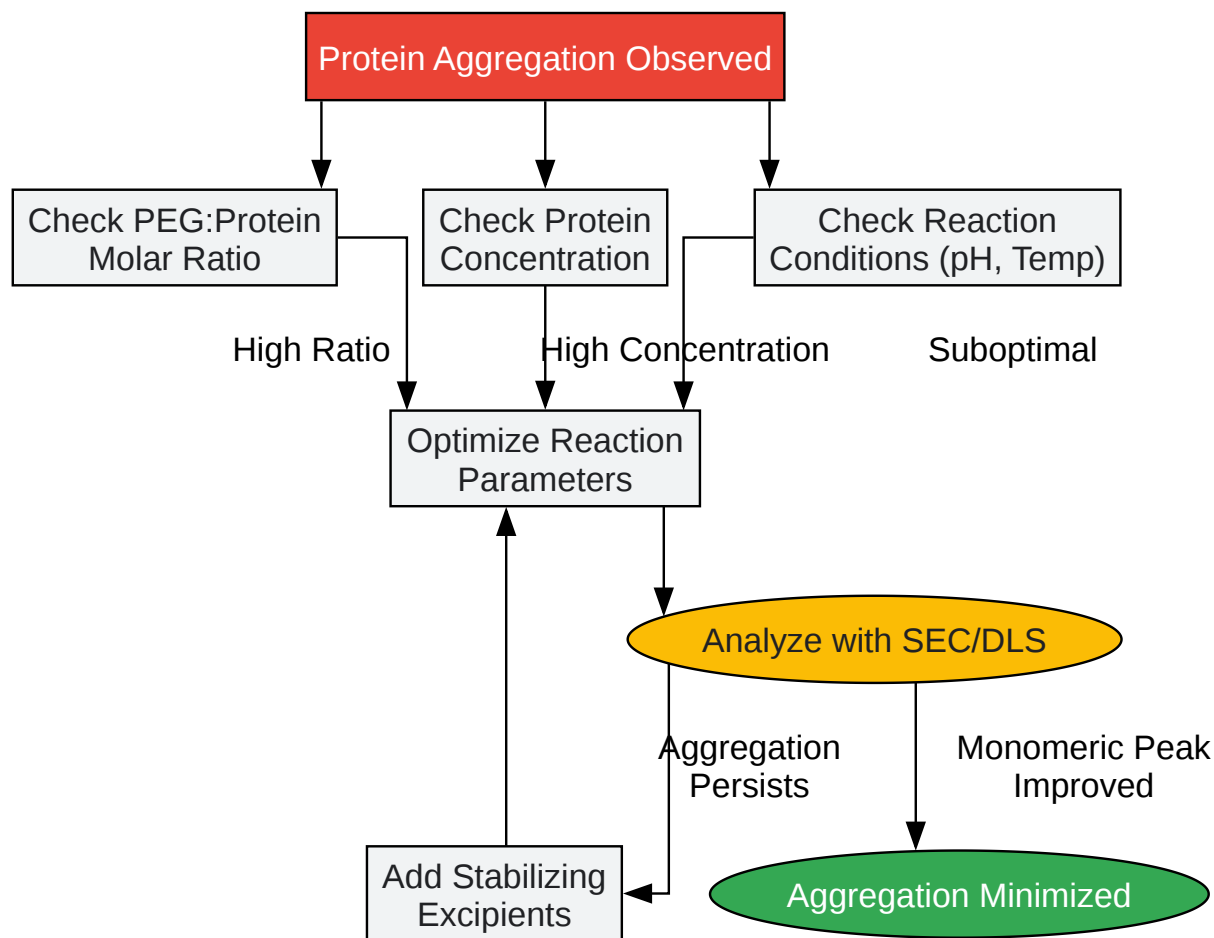 Protein Aggregation Observed
Check PEG:Protein
Molar Ratio
Check Protein
Concentration
Check Reaction
Conditions (pH, Temp)
High Ratio
High Concentration
Suboptimal
Optimize Reaction
Parameters
Analyze with SEC/DLS
Aggregation
Persists
Monomeric Peak
Improved
Add Stabilizing
Excipients
Aggregation Minimized